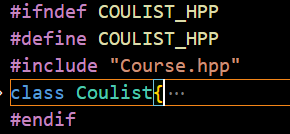 #ifndef COULIST_HPP
#define COULIST_HPP
#include "Course.hpp"
class Coulist{ ···
#endif